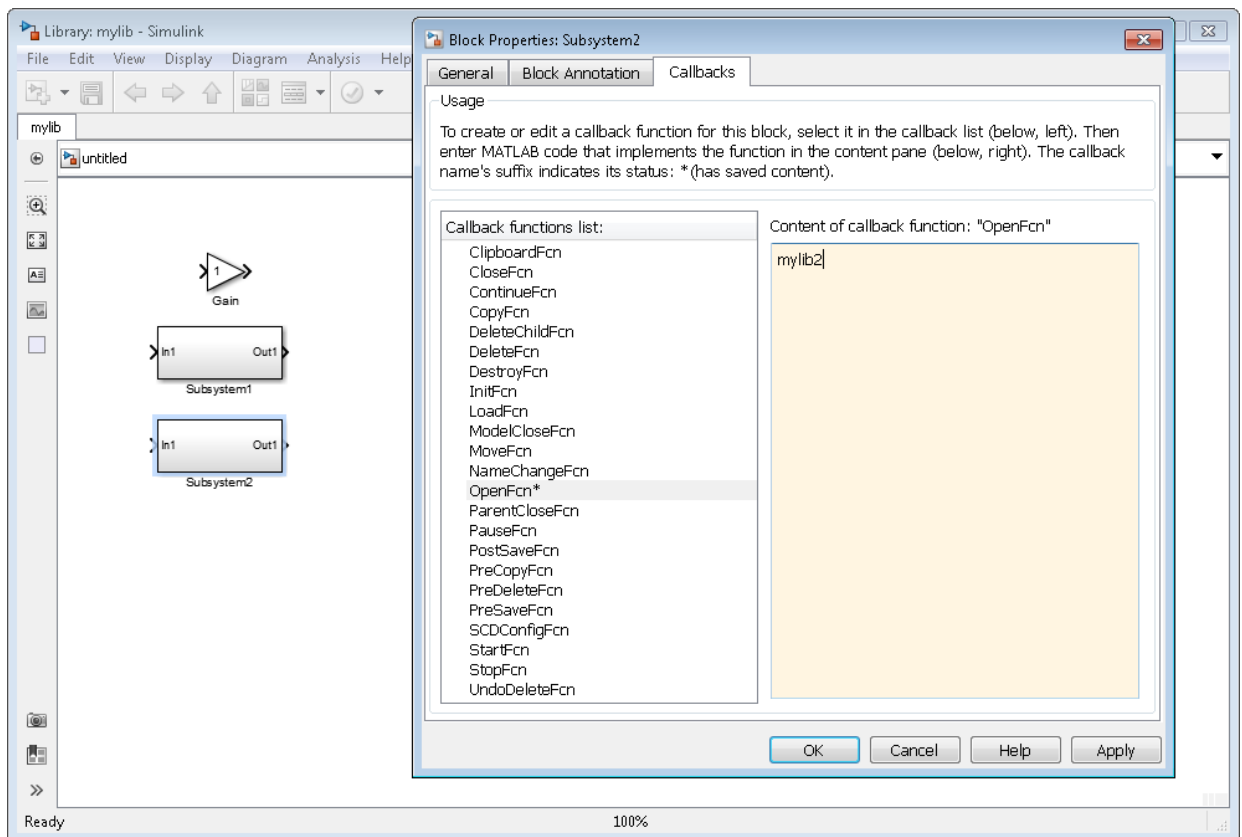 Library: mylib - Simulink
File Edit View Display Diagram Analysis Help
mylib
untitled
1
Gain
In1 Out1
Subsystem1
In1 Out1
Subsystem2
Ready
100%
Block Properties: Subsystem2
General Block Annotation Callbacks
Usage
To create or edit a callback function for this block, select it in the callback list (below, left). Then
enter MATLAB code that implements the function in the content pane (below, right). The callback
name's suffix indicates its status: *(has saved content).
Callback functions list:
ClipboardFcn
CloseFcn
ContinueFcn
CopyFcn
DeleteChildFcn
DeleteFcn
DestroyFcn
InitFcn
LoadFcn
ModelCloseFcn
MoveFcn
NameChangeFcn
OpenFcn*
ParentCloseFcn
PauseFcn
PostSaveFcn
PreCopyFcn
PreDeleteFcn
PreSaveFcn
SCDConfigFcn
StartFcn
StopFcn
UndoDeleteFcn
Content of callback function: "OpenFcn"
mylib2
OK Cancel Help Apply